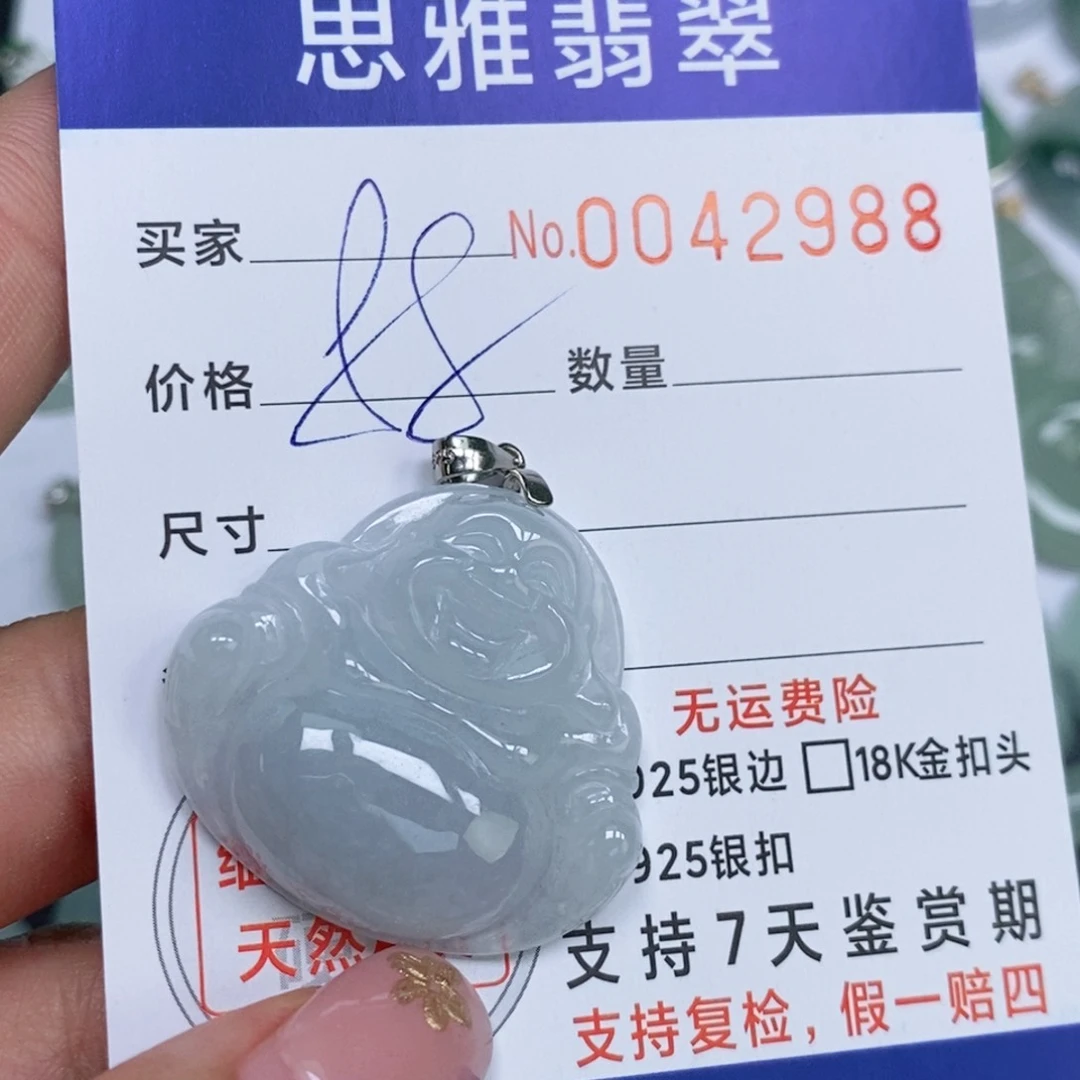 思雅翡翠
买家 No.0042988
价格 88 数量
尺寸
无运费险
925银边 □18K金扣头
925银扣
天然
支持7天鉴赏期
支持复检，假一赔四